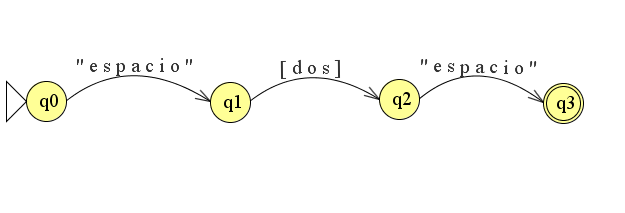 "espacio" [dos] "espacio"
q0 q1 q2 q3